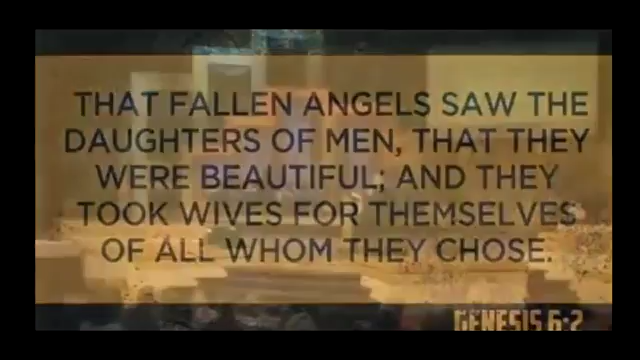 THAT FALLEN ANGELS SAW THE
DAUGHTERS OF MEN, THAT THEY
WERE BEAUTIFUL; AND THEY
TOOK WIVES FOR THEMSELVES
OF ALL WHOM THEY CHOSE.
GENESIS 6:2